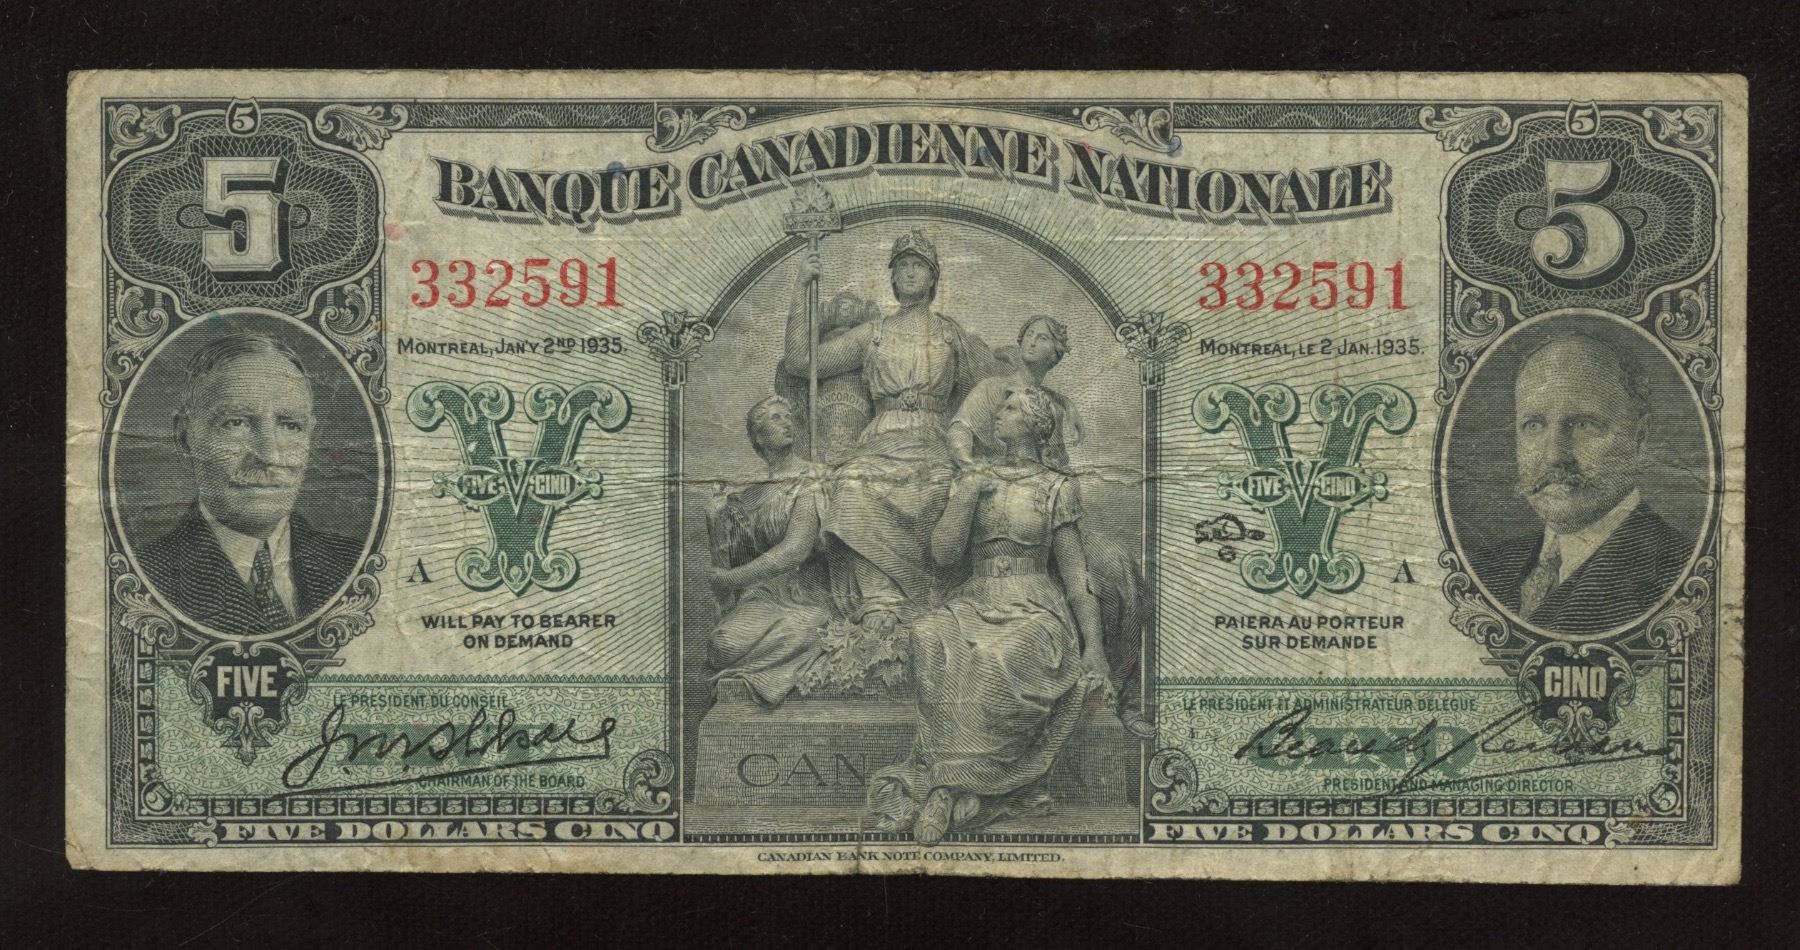 5 5
5 5
BANQUE CANADIENNE NATIONALE
332591 332591
MONTREAL, JAN'Y 2ND 1935. MONTREAL, LE 2 JAN. 1935.
V V
FIVE V CINQ FIVE V CINQ
A A
WILL PAY TO BEARER
ON DEMAND
PAIERA AU PORTEUR
SUR DEMANDE
FIVE CINQ
LE PRESIDENT DU CONSEIL
CHAIRMAN OF THE BOARD
LE PRESIDENT ET ADMINISTRATEUR DELEGUE
PRESIDENT AND MANAGING DIRECTOR
CAN A
FIVE DOLLARS CINQ FIVE DOLLARS CINQ
CANADIAN BANK NOTE COMPANY, LIMITED.